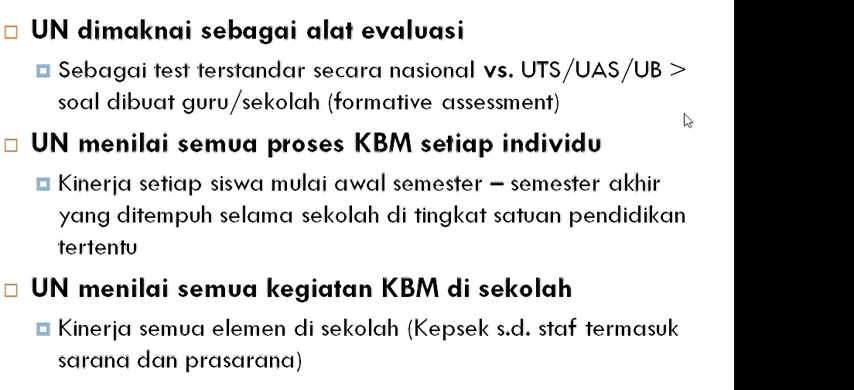 UN dimaknai sebagai alat evaluasi
Sebagai test terstandar secara nasional vs. UTS/UAS/UB >
soal dibuat guru/sekolah (formative assessment)
UN menilai semua proses KBM setiap individu
Kinerja setiap siswa mulai awal semester – semester akhir
yang ditempuh selama sekolah di tingkat satuan pendidikan
tertentu
UN menilai semua kegiatan KBM di sekolah
Kinerja semua elemen di sekolah (Kepsek s.d. staf termasuk
sarana dan prasarana)